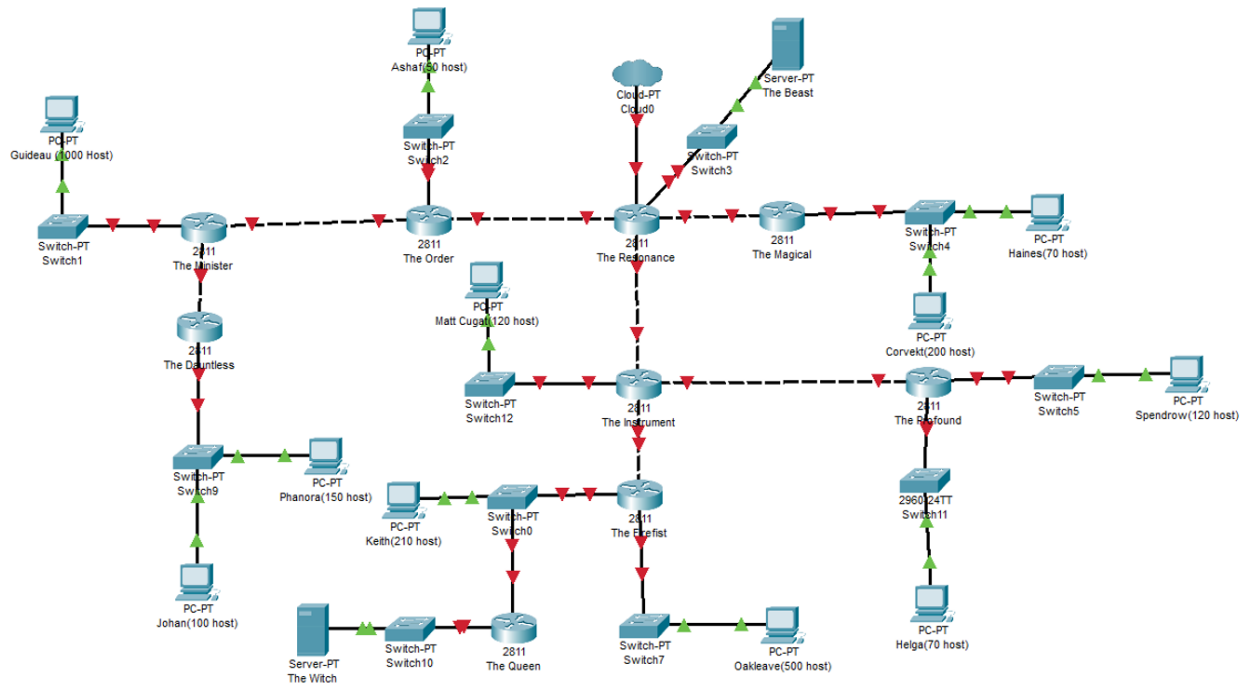 PC-PT
Ashaf(50 host)
Cloud-PT
Cloud0
Server-PT
The Beast
PC-PT
Guideau (1000 Host)
Switch-PT
Switch2
Switch-PT
Switch3
Switch-PT
Switch1
2811
The Minister
2811
The Order
2811
The Resonance
2811
The Magical
Switch-PT
Switch4
PC-PT
Haines(70 host)
PC-PT
Matt Cugat(120 host)
PC-PT
Corvekt(200 host)
2811
The Dauntless
Switch-PT
Switch12
2811
The Instrument
2811
The Profound
Switch-PT
Switch5
PC-PT
Spendrow(120 host)
Switch-PT
Switch9
PC-PT
Phanora(150 host)
PC-PT
Keith(210 host)
Switch-PT
Switch0
2811
The Firefist
2960-24TT
Switch11
PC-PT
Johan(100 host)
Server-PT
The Witch
Switch-PT
Switch10
2811
The Queen
Switch-PT
Switch7
PC-PT
Oakleave(500 host)
PC-PT
Helga(70 host)